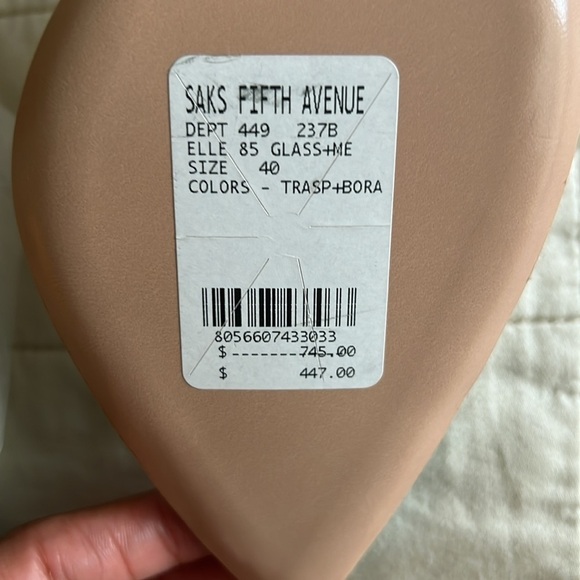 SAKS FIFTH AVENUE
DEPT 449 237B
ELLE 85 GLASS+ME
SIZE 40
COLORS - TRASP+BORA
8056607433033
$ --------745.00
$ 447.00